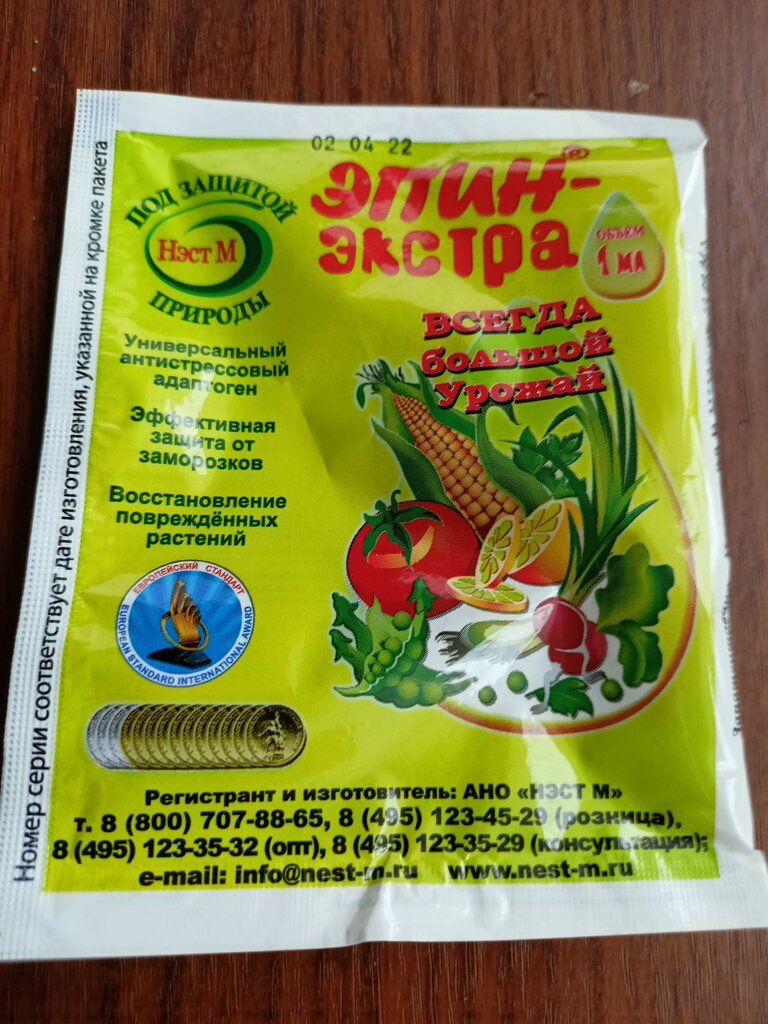 02 04 22
ЭПИН-®
экстра
ОБЪЕМ
1 мл
ПОД ЗАЩИТОЙ
Нэст М
ПРИРОДЫ
ВСЕГДА
большой
Урожай
Универсальный
антистрессовый
адаптоген
Эффективная
защита от
заморозков
Восстановление
повреждённых
растений
ЕВРОПЕЙСКИЙ СТАНДАРТ
EUROPEAN STANDARD INTERNATIONAL AWARD
Регистрант и изготовитель: АНО «НЭСТ М»
т. 8 (800) 707-88-65, 8 (495) 123-45-29 (розница),
8 (495) 123-35-32 (опт), 8 (495) 123-35-29 (консультация);
e-mail: info@nest-m.ru www.nest-m.ru
Номер серии соответствует дате изготовления, указанной на кромке пакета